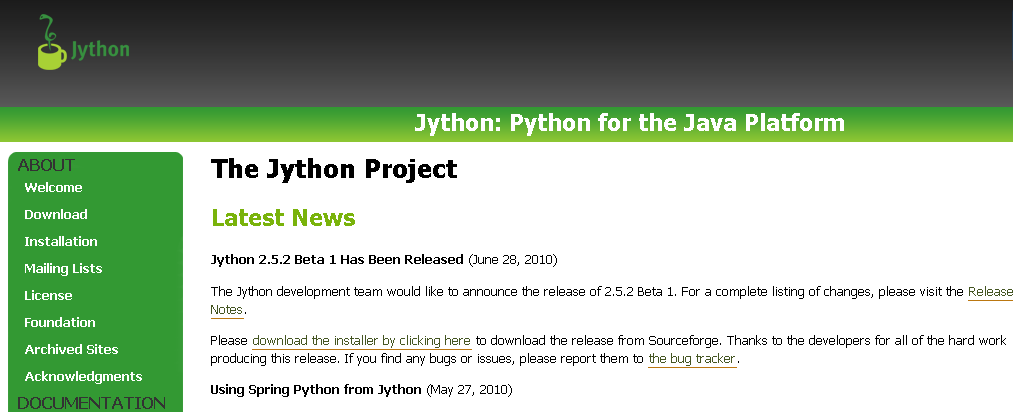 Jython
Jython: Python for the Java Platform
ABOUT
Welcome
Download
Installation
Mailing Lists
License
Foundation
Archived Sites
Acknowledgments
DOCUMENTATION
The Jython Project
Latest News
Jython 2.5.2 Beta 1 Has Been Released (June 28, 2010)
The Jython development team would like to announce the release of 2.5.2 Beta 1. For a complete listing of changes, please visit the Release
Notes.
Please download the installer by clicking here to download the release from Sourceforge. Thanks to the developers for all of the hard work
producing this release. If you find any bugs or issues, please report them to the bug tracker.
Using Spring Python from Jython (May 27, 2010)